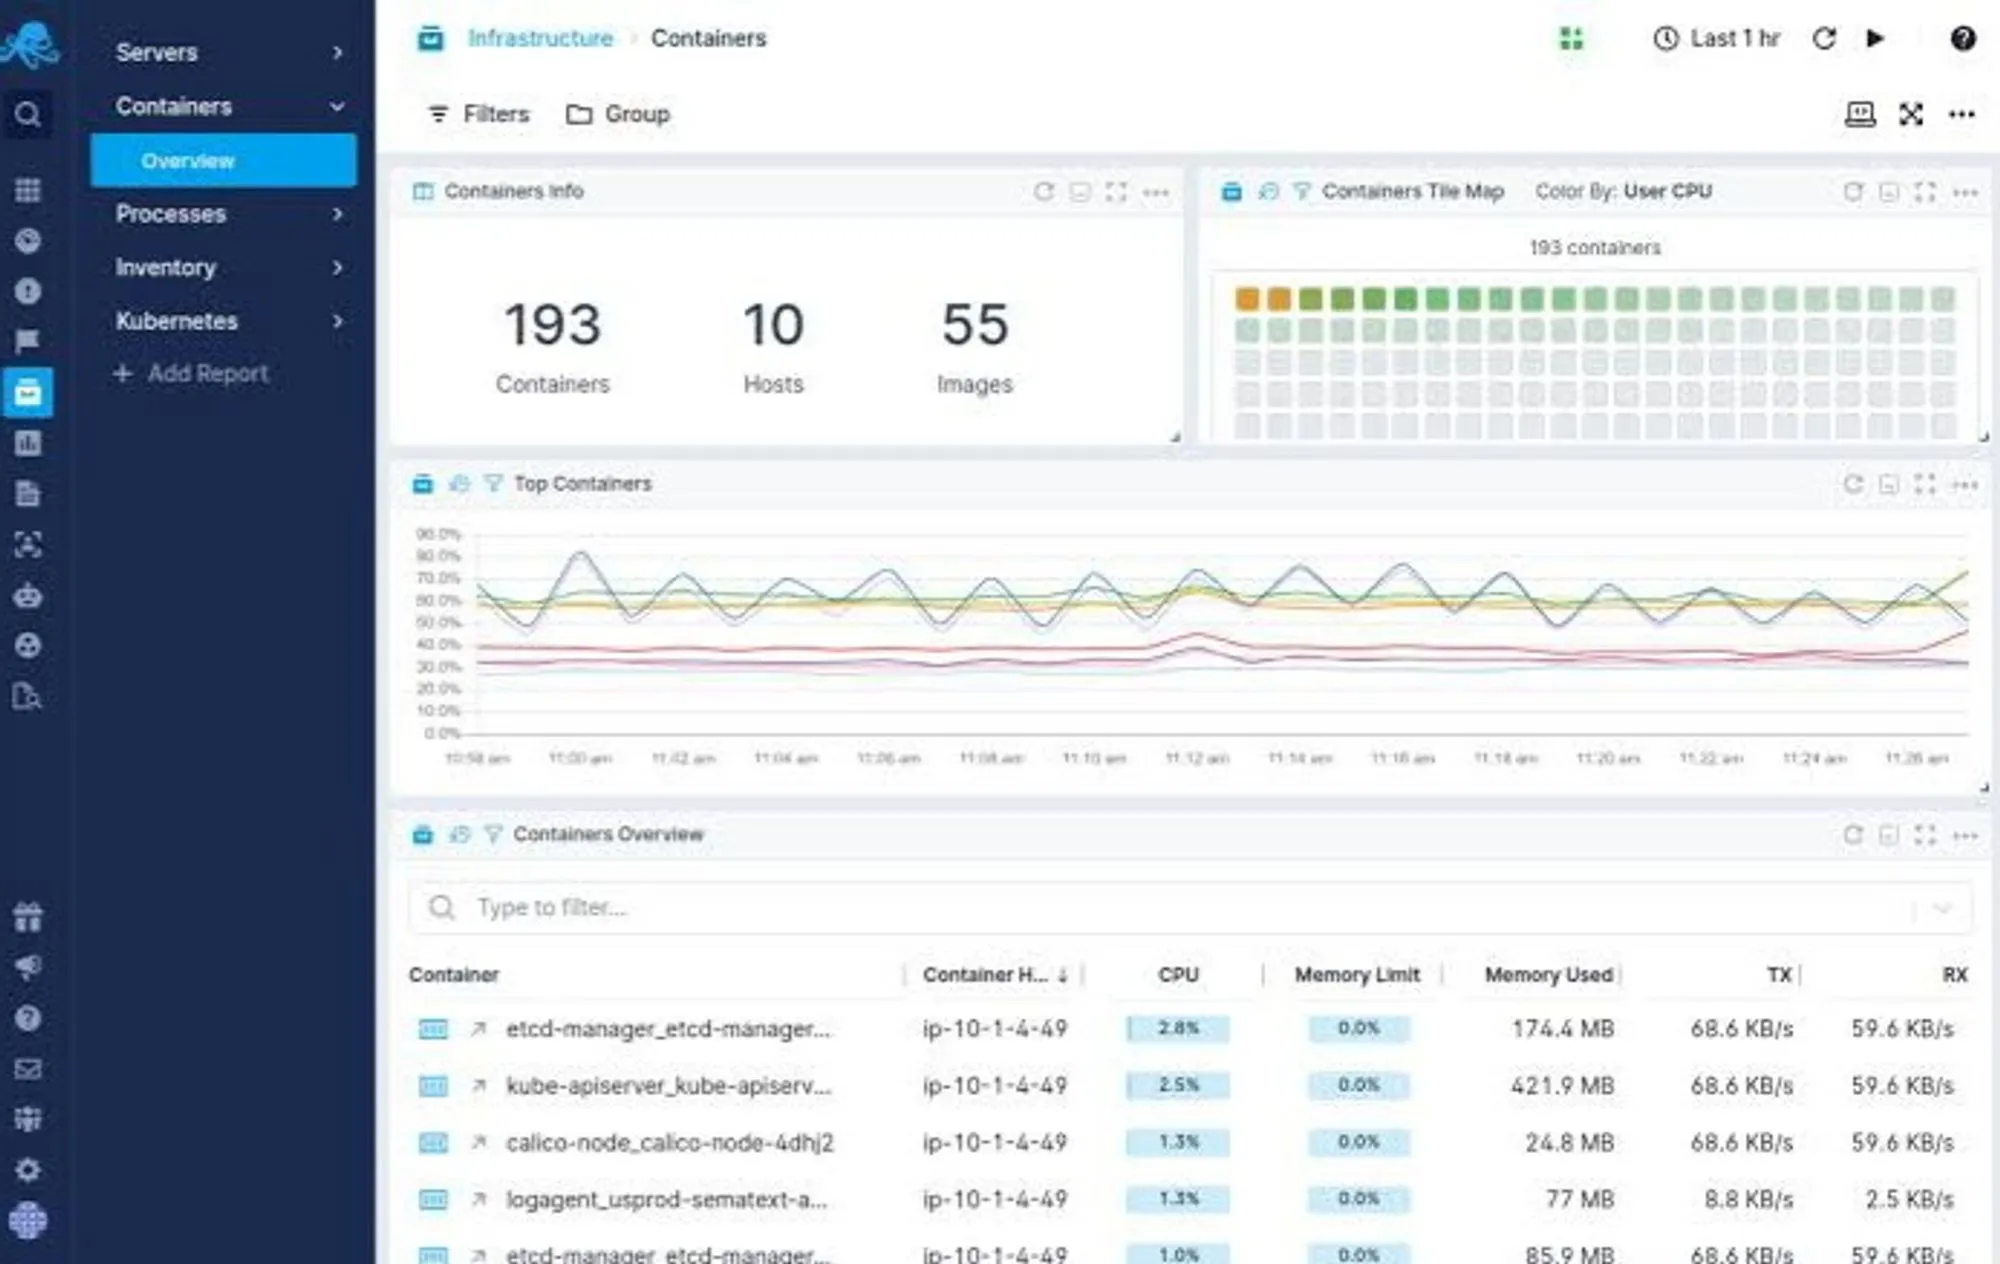 Servers
Containers
Overview
Processes
Inventory
Kubernetes
+ Add Report
Infrastructure > Containers
Last 1 hr
Filters
Group
Containers Info
193
Containers
10
Hosts
55
Images
Containers Tile Map Color By: User CPU
193 containers
Top Containers
90.0%
80.0%
70.0%
60.0%
50.0%
40.0%
30.0%
20.0%
10.0%
0.0%
10:58 am 11:00 am 11:02 am 11:04 am 11:06 am 11:08 am 11:10 am 11:12 am 11:14 am 11:16 am 11:18 am 11:20 am 11:22 am 11:24 am 11:26 am
Containers Overview
Type to filter...
Container Container H... ↓ CPU Memory Limit Memory Used TX RX
etcd-manager_etcd-manager... ip-10-1-4-49 2.8% 0.0% 174.4 MB 68.6 KB/s 59.6 KB/s
kube-apiserver_kube-apiserv... ip-10-1-4-49 2.5% 0.0% 421.9 MB 68.6 KB/s 59.6 KB/s
calico-node_calico-node-4dhj2 ip-10-1-4-49 1.3% 0.0% 24.8 MB 68.6 KB/s 59.6 KB/s
logagent_usprod-sematext-a... ip-10-1-4-49 1.3% 0.0% 77 MB 8.8 KB/s 2.5 KB/s
etcd-manager_etcd-manager... ip-10-1-4-49 1.0% 0.0% 85.9 MB 68.6 KB/s 59.6 KB/s